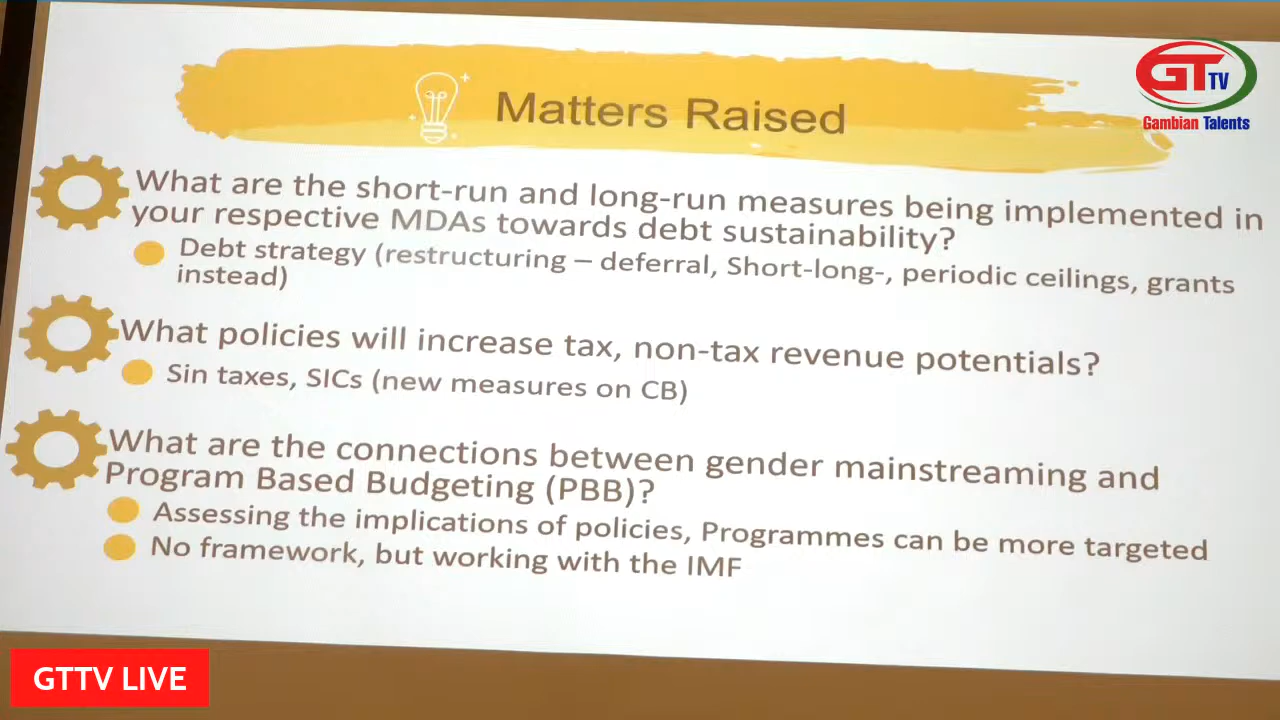 Matters Raised
GTTV
Gambian Talents
What are the short-run and long-run measures being implemented in
your respective MDAs towards debt sustainability?
Debt strategy (restructuring – deferral, Short-long-, periodic ceilings, grants
instead)
What policies will increase tax, non-tax revenue potentials?
Sin taxes, SICs (new measures on CB)
What are the connections between gender mainstreaming and
Program Based Budgeting (PBB)?
Assessing the implications of policies, Programmes can be more targeted
No framework, but working with the IMF
GTTV LIVE